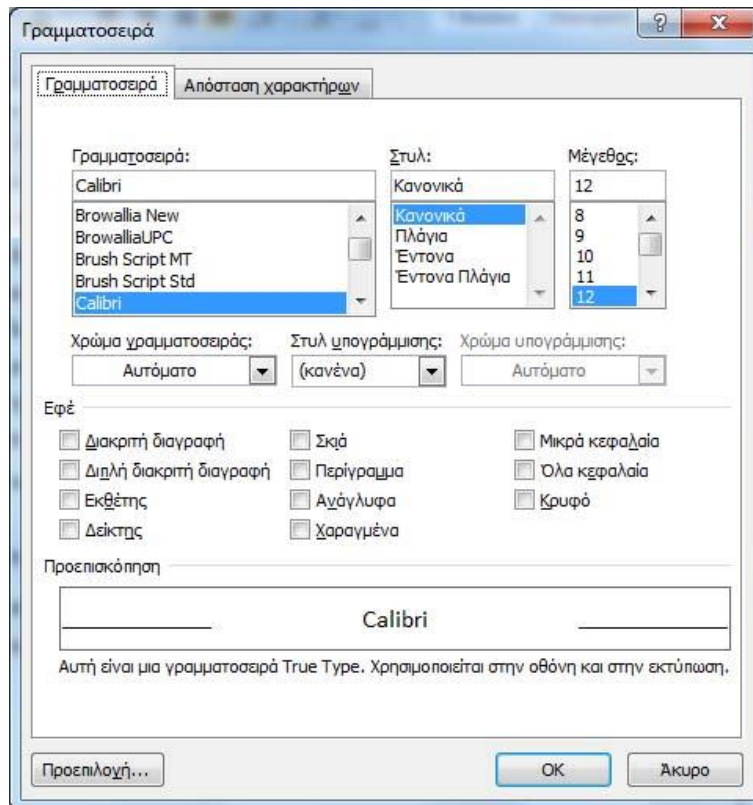 Γραμματοσειρά
Γραμματοσειρά Απόσταση χαρακτήρων
Γραμματοσειρά: Στυλ: Μέγεθος:
Calibri Κανονικά 12
Browallia New Κανονικά 8
BrowalliaUPC Πλάγια 9
Brush Script MT Έντονα 10
Brush Script Std Έντονα Πλάγια 11
Calibri 12
Χρώμα γραμματοσειράς: Στυλ υπογράμμισης: Χρώμα υπογράμμισης:
Αυτόματο (κανένα) Αυτόματο
Εφέ
Διακριτή διαγραφή Σκιά Μικρά κεφαλαία
Διπλή διακριτή διαγραφή Περίγραμμα Όλα κεφαλαία
Εκθέτης Ανάγλυφα Κρυφό
Δείκτης Χαραγμένα
Προεπισκόπηση
Calibri
Αυτή είναι μια γραμματοσειρά True Type. Χρησιμοποιείται στην οθόνη και στην εκτύπωση.
Προεπιλογή... OK Άκυρο